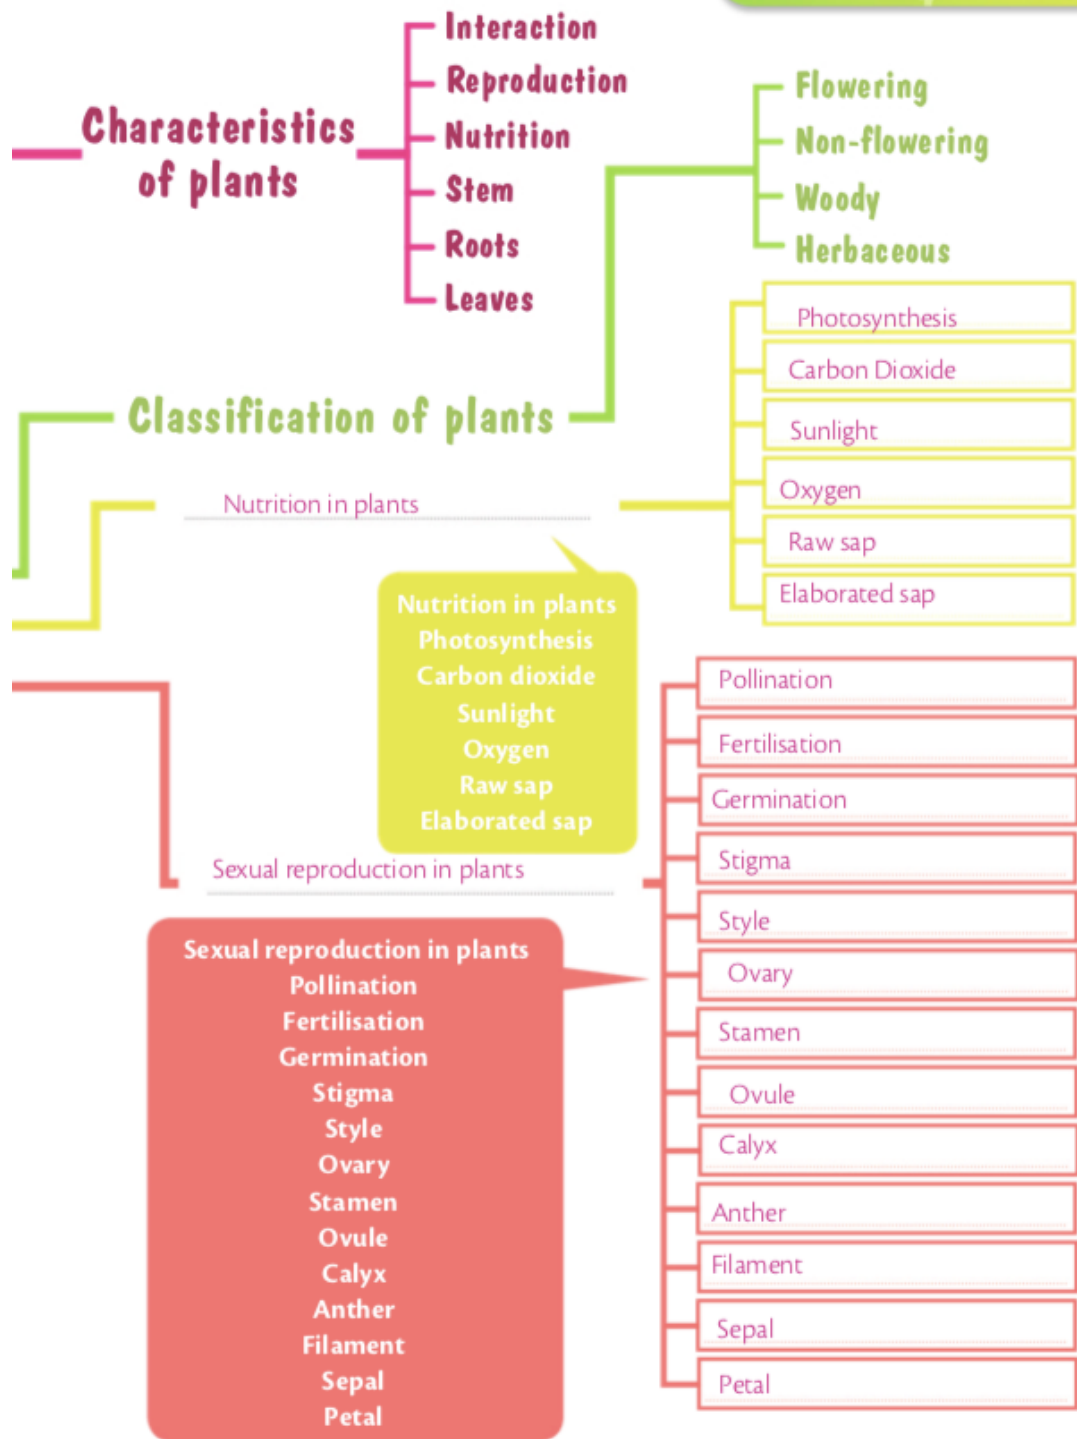 Characteristics
of plants
Interaction
Reproduction
Nutrition
Stem
Roots
Leaves
Classification of plants
Flowering
Non-flowering
Woody
Herbaceous
Nutrition in plants
Photosynthesis
Carbon Dioxide
Sunlight
Oxygen
Raw sap
Elaborated sap
Nutrition in plants
Photosynthesis
Carbon dioxide
Sunlight
Oxygen
Raw sap
Elaborated sap
Sexual reproduction in plants
Pollination
Fertilisation
Germination
Stigma
Style
Ovary
Stamen
Ovule
Calyx
Anther
Filament
Sepal
Petal
Sexual reproduction in plants
Pollination
Fertilisation
Germination
Stigma
Style
Ovary
Stamen
Ovule
Calyx
Anther
Filament
Sepal
Petal